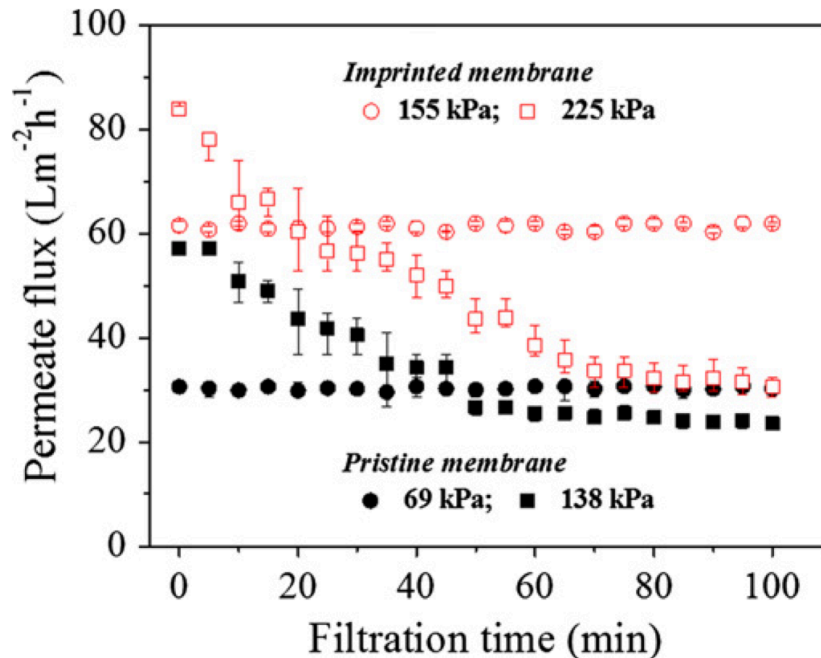 100
80
60
40
20
0
Permeate flux (Lm⁻²h⁻¹)
Imprinted membrane
155 kPa; 225 kPa
Pristine membrane
69 kPa; 138 kPa
0 20 40 60 80 100
Filtration time (min)